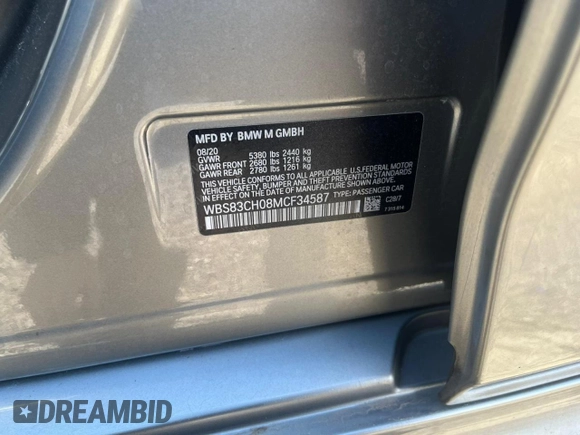 MFD BY BMW M GMBH
08/20
GVWR 5380 lbs 2440 kg
GAWR FRONT 2680 lbs 1216 kg
GAWR REAR 2780 lbs 1261 kg
THIS VEHICLE CONFORMS TO ALL APPLICABLE U.S.FEDERAL MOTOR
VEHICLE SAFETY, BUMPER, AND THEFT PREVENTION STANDARDS
IN EFFECT ON THE DATE OF MANUFACTURE SHOWN ABOVE.
WBS83CH08MCF34587 TYPE: PASSENGER CAR
C28/7
DREAMBID